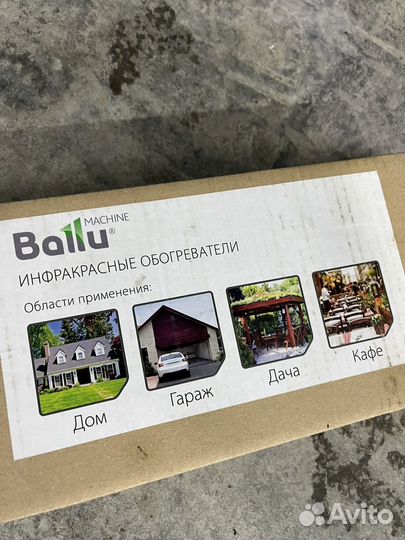 MACHINE
Ballu®
ИНФРАКРАСНЫЕ ОБОГРЕВАТЕЛИ
Области применения:
Дом
Гараж
Дача
Кафе
Avito